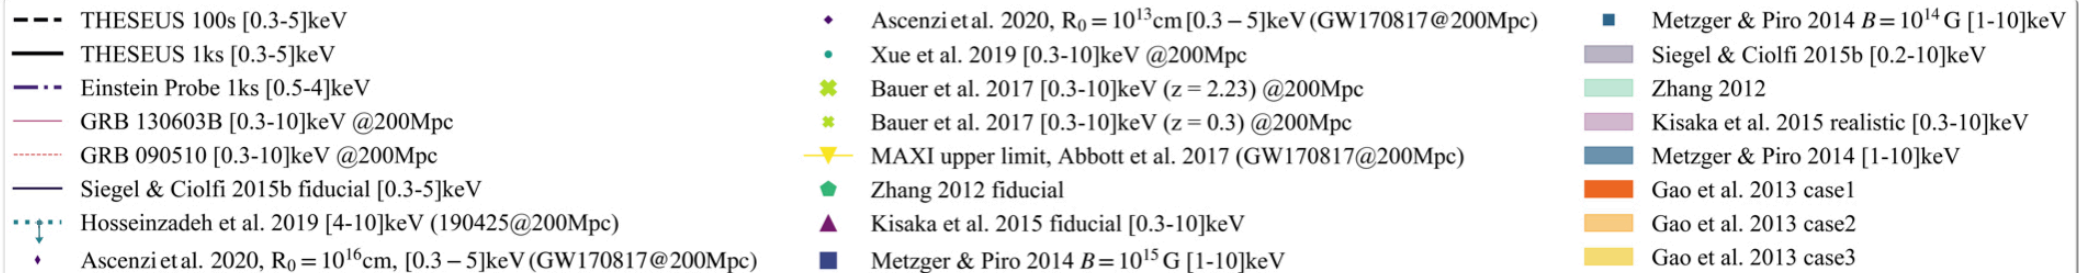 THESEUS 100s [0.3-5]keV
THESEUS 1ks [0.3-5]keV
Einstein Probe 1ks [0.5-4]keV
GRB 130603B [0.3-10]keV @200Mpc
GRB 090510 [0.3-10]keV @200Mpc
Siegel & Ciolfi 2015b fiducial [0.3-5]keV
Hosseinzadeh et al. 2019 [4-10]keV (190425@200Mpc)
Ascenzi et al. 2020, R₀ = 10¹⁶cm, [0.3 − 5]keV (GW170817@200Mpc)
Ascenzi et al. 2020, R₀ = 10¹³cm [0.3 − 5]keV (GW170817@200Mpc)
Xue et al. 2019 [0.3-10]keV @200Mpc
Bauer et al. 2017 [0.3-10]keV (z = 2.23) @200Mpc
Bauer et al. 2017 [0.3-10]keV (z = 0.3) @200Mpc
MAXI upper limit, Abbott et al. 2017 (GW170817@200Mpc)
Zhang 2012 fiducial
Kisaka et al. 2015 fiducial [0.3-10]keV
Metzger & Piro 2014 B = 10¹⁵ G [1-10]keV
Metzger & Piro 2014 B = 10¹⁴ G [1-10]keV
Siegel & Ciolfi 2015b [0.2-10]keV
Zhang 2012
Kisaka et al. 2015 realistic [0.3-10]keV
Metzger & Piro 2014 [1-10]keV
Gao et al. 2013 case1
Gao et al. 2013 case2
Gao et al. 2013 case3